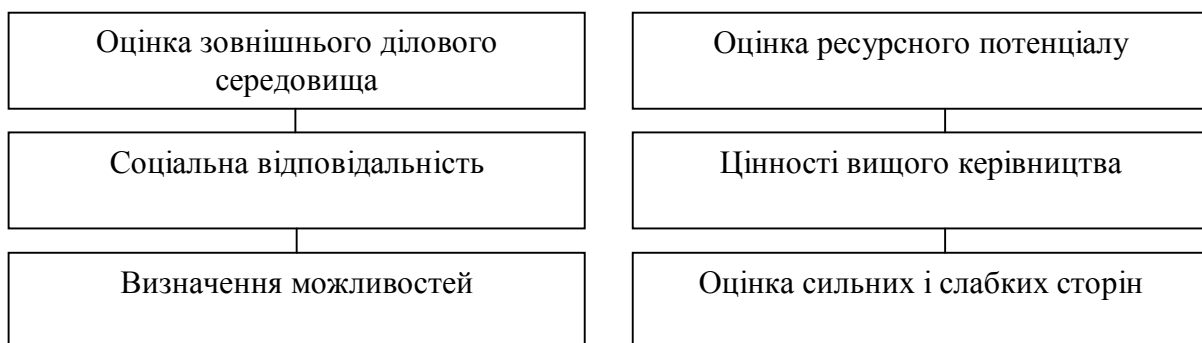 Оцінка зовнішнього ділового
середовища
Соціальна відповідальність
Визначення можливостей
Оцінка ресурсного потенціалу
Цінності вищого керівництва
Оцінка сильних і слабких сторін